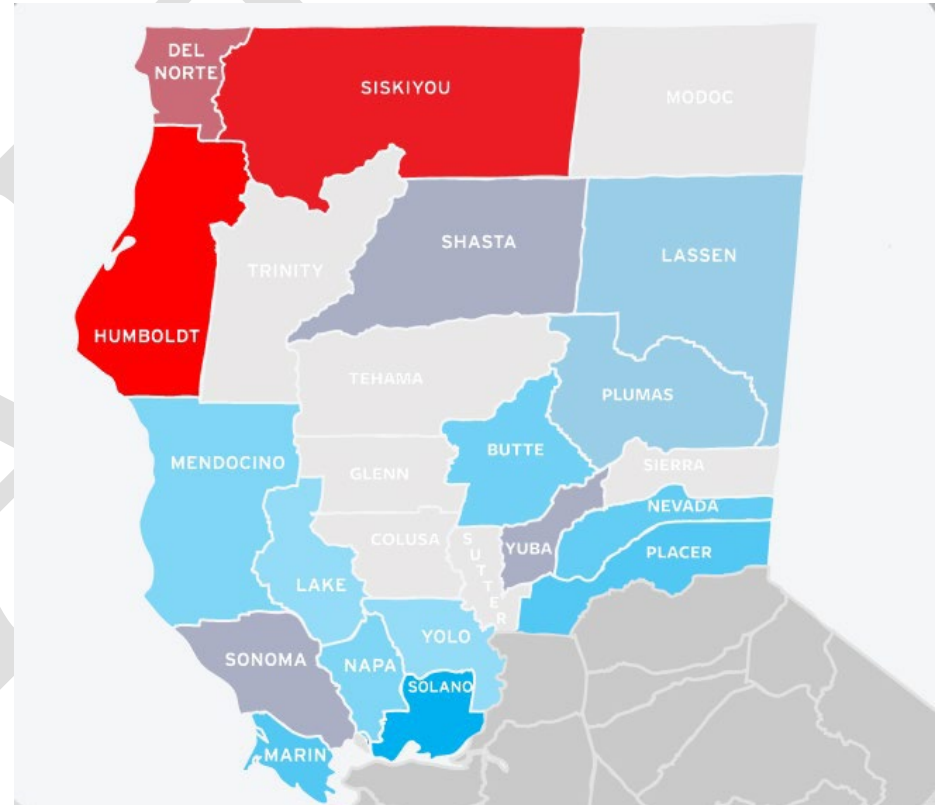 DEL
NORTE
SISKIYOU
MODOC
SHASTA
LASSEN
TRINITY
HUMBOLDT
TEHAMA
PLUMAS
BUTTE
MENDOCINO
SIERRA
GLENN
NEVADA
COLUSA
SUTTER
YUBA
PLACER
LAKE
YOLO
SONOMA
NAPA
SOLANO
MARIN